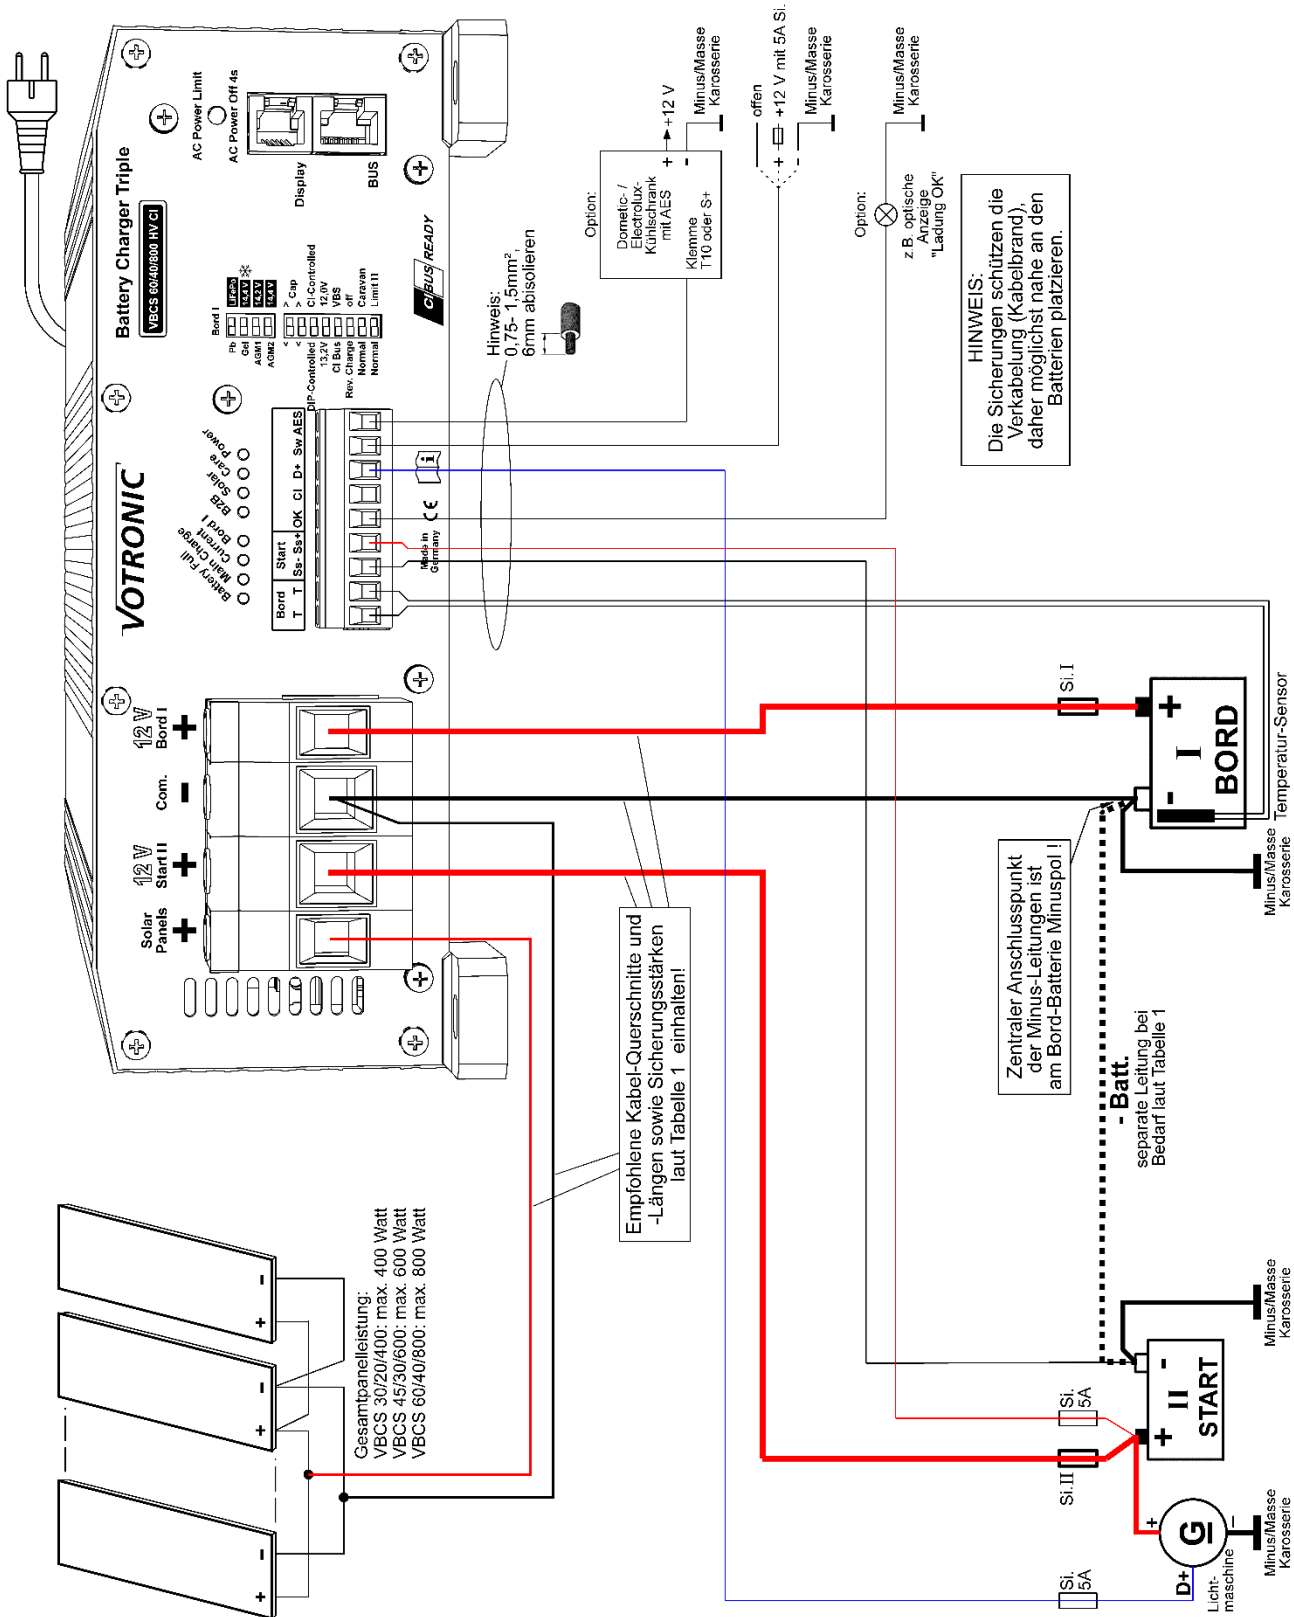 Battery Charger Triple
VBCS 60/40/800 HV CI
AC Power Limit
AC Power Off 4s
Display
BUS
CI BUS READY
VOTRONIC
Bord I
Pb
LiFePo
Gel
14,4 V
AGM1
14,2 V
AGM2
14,4 V
<
> Cap
<
>
DIP-Controlled
CI-Controlled
13,2V
12,0V
CI Bus
VBS
Rev. Charge
off
Normal
Caravan
Normal
Limit II
Battery Full
Main Charge
Current
Bord I
B2B
Solar
Care
Power
Bord
Start
T
T
Ss-
Ss+
OK
CI
D+
Sw
AES
Made in
Germany
CE
i
Solar
Panels
+
12 V
Start II
+
Com.
-
12 V
Bord I
+
Hinweis:
0,75- 1,5mm²,
6mm abisolieren
Option:
Dometic- /
Electrolux-
Kühlschrank
mit AES
Klemme
T10 oder S+
+
-
+12 V
Minus/Masse
Karosserie
offen
+
+12 V mit 5A Si.
-
Minus/Masse
Karosserie
Option:
z.B. optische
Anzeige
"Ladung OK"
Minus/Masse
Karosserie
HINWEIS:
Die Sicherungen schützen die
Verkabelung (Kabelbrand),
daher möglichst nahe an den
Batterien platzieren.
Gesamtpanelleistung:
VBCS 30/20/400: max. 400 Watt
VBCS 45/30/600: max. 600 Watt
VBCS 60/40/800: max. 800 Watt
+
-
+
-
+
-
Empfohlene Kabel-Querschnitte und
-Längen sowie Sicherungsstärken
laut Tabelle 1 einhalten!
Zentraler Anschlusspunkt
der Minus-Leitungen ist
am Bord-Batterie Minuspol !
- Batt.
separate Leitung bei
Bedarf laut Tabelle 1
Si.I
-
+
I
BORD
Temperatur-Sensor
Minus/Masse
Karosserie
Si.
5A
Si.II
+
-
II
START
Minus/Masse
Karosserie
Si.
5A
D+
+
G
-
Licht-
maschine
Minus/Masse
Karosserie